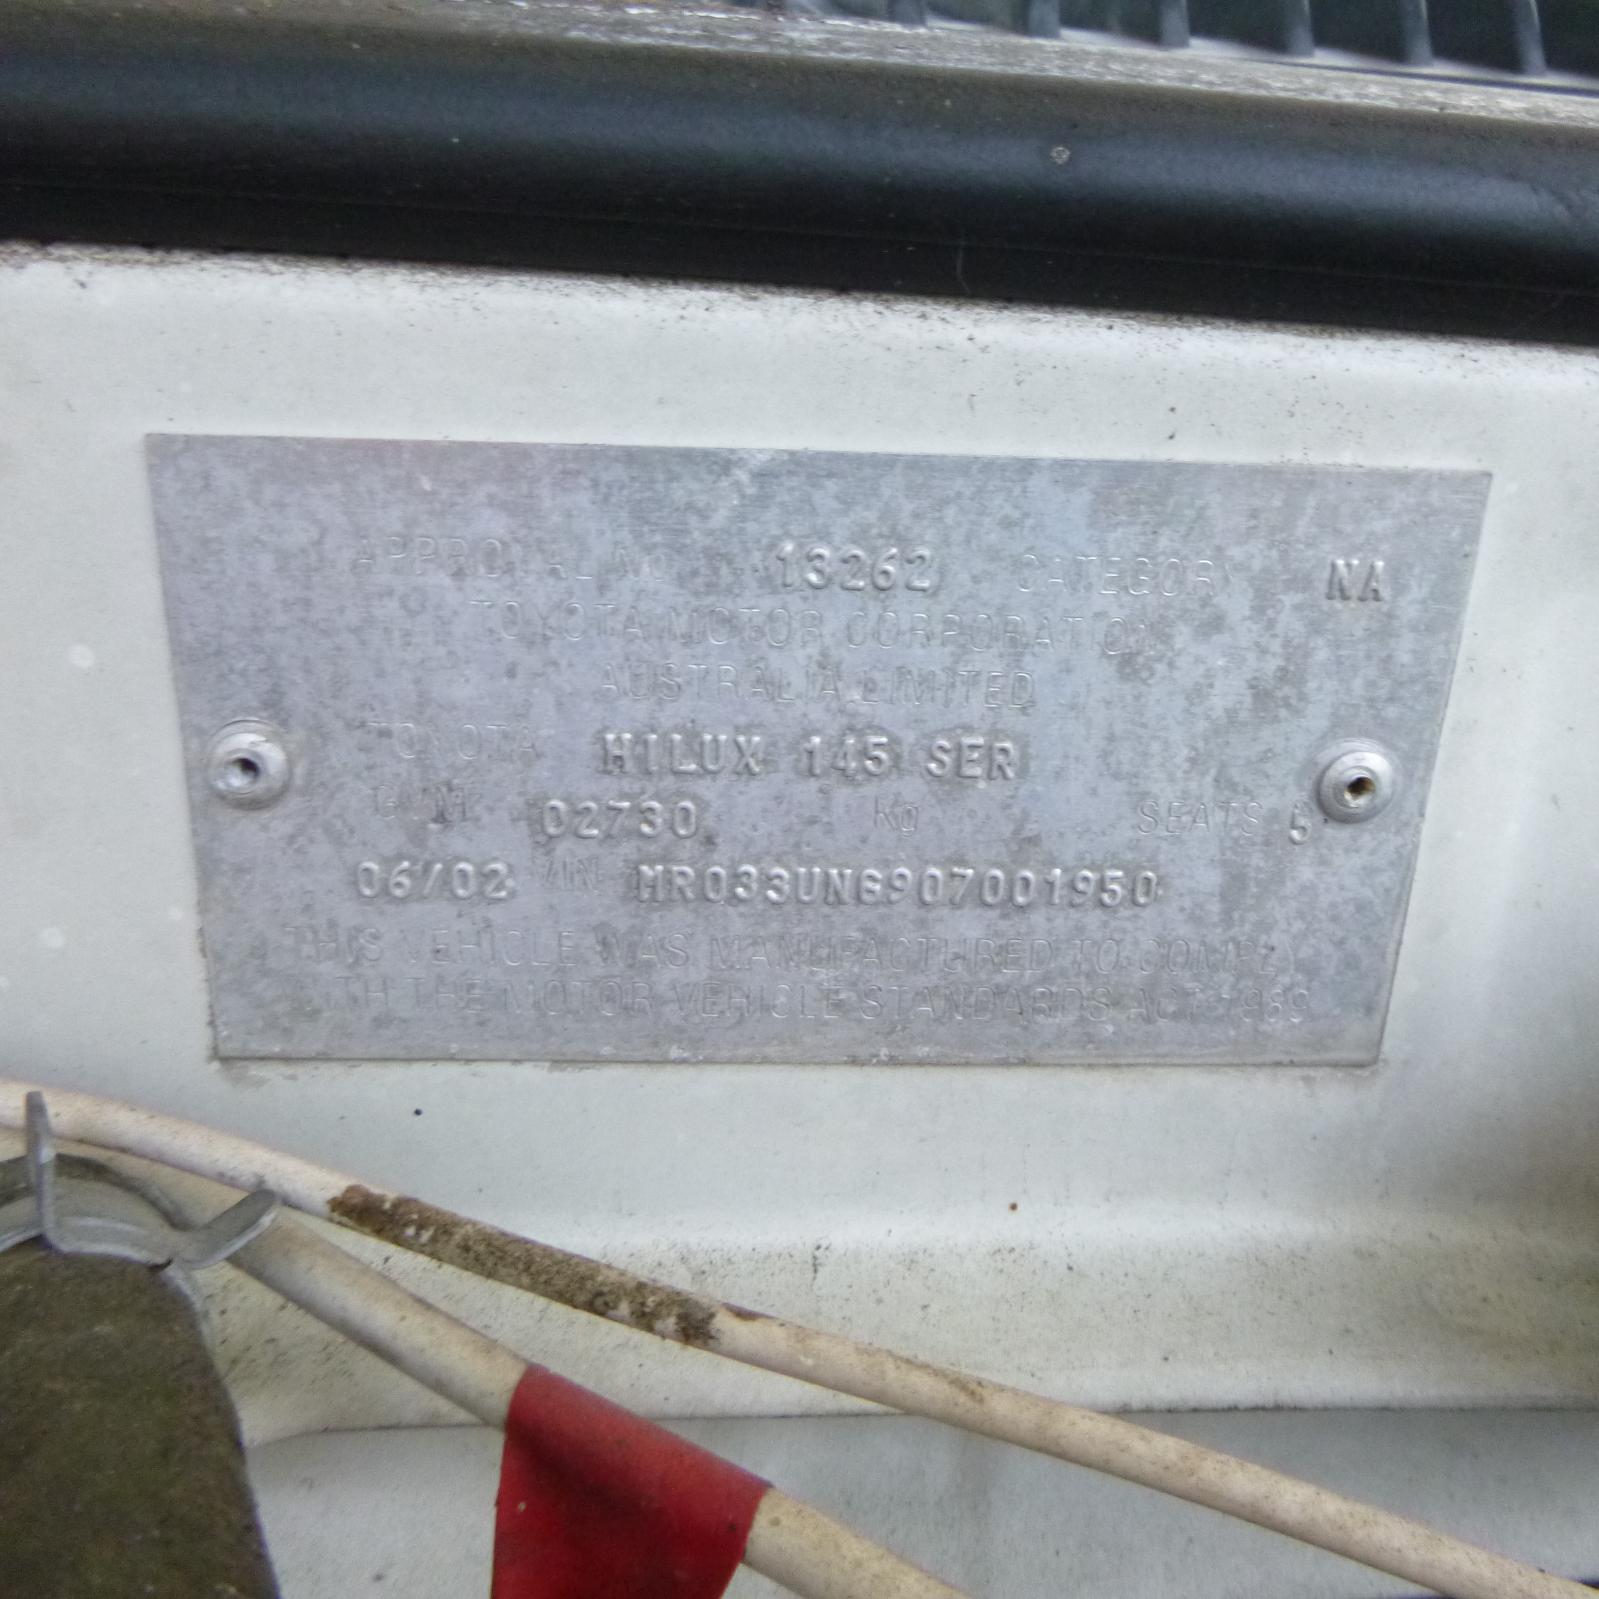 APPROVAL No 13262 CATEGORY NA
TOYOTA MOTOR CORPORATION
AUSTRALIA LIMITED
TOYOTA HILUX 145 SER
GVM 02730 Kg SEATS 5
06/02 VIN MR033UNG907001950
THIS VEHICLE WAS MANUFACTURED TO COMPLY
WITH THE MOTOR VEHICLE STANDARDS ACT 1989